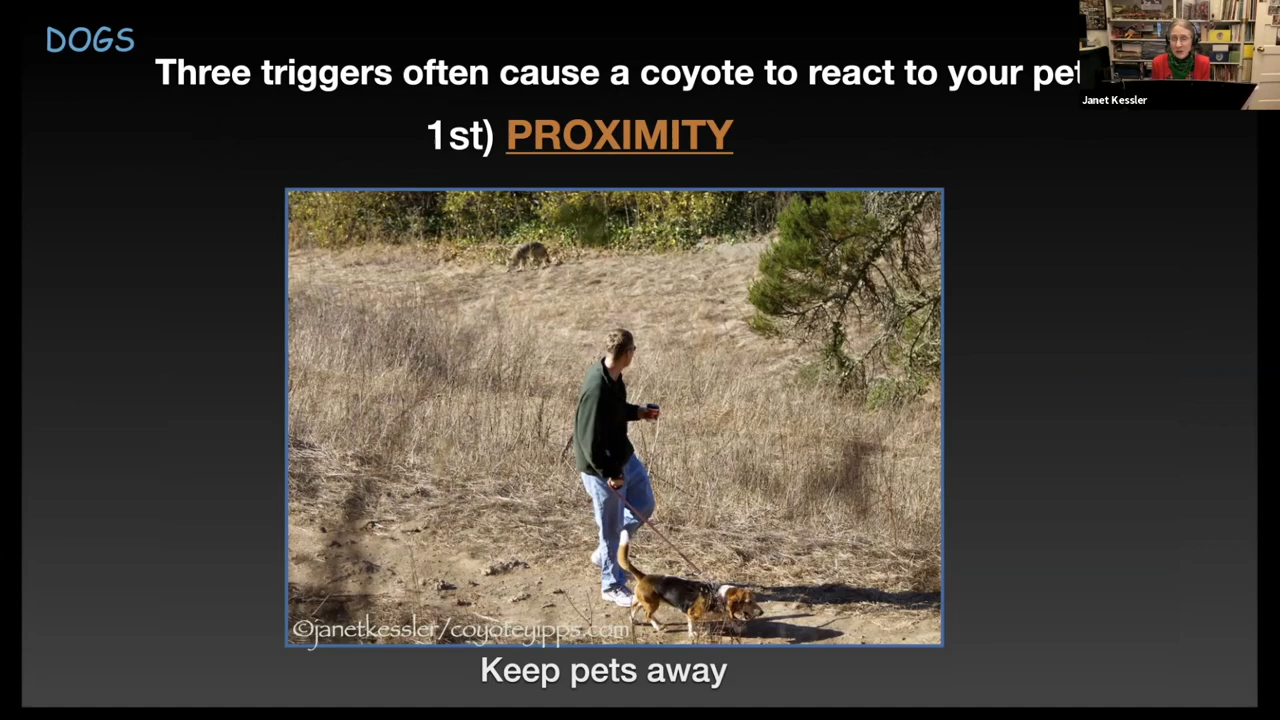 DOGS
Three triggers often cause a coyote to react to your pet
1st) PROXIMITY
Janet Kessler
©janetkessler/coyoteyipps.com
Keep pets away